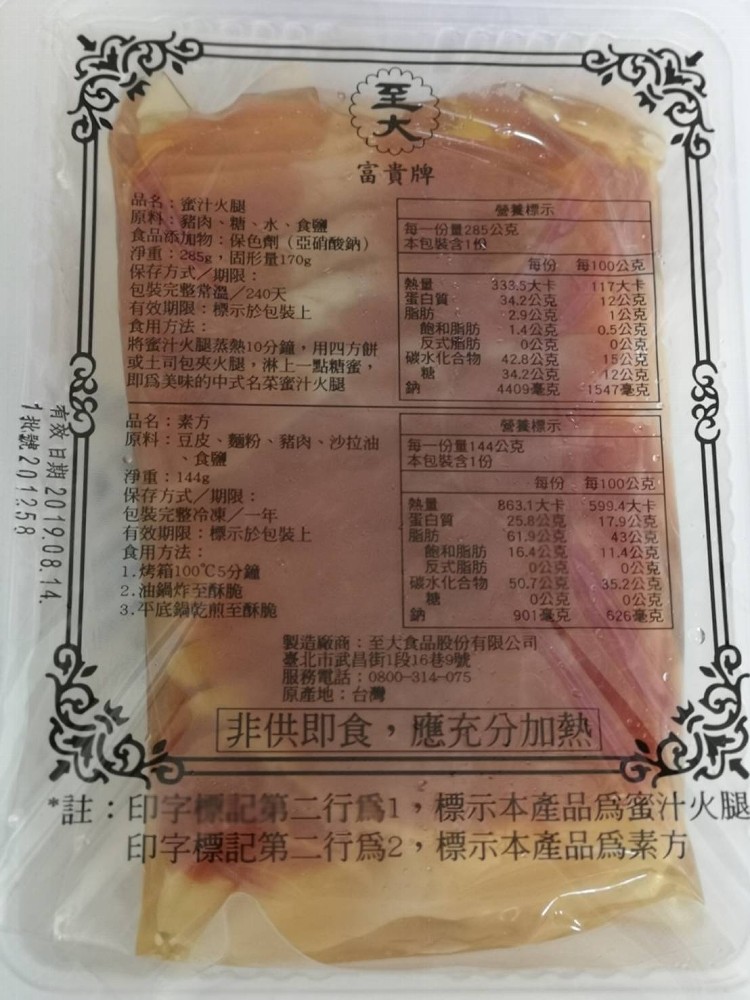 至大
富貴牌
品名：蜜汁火腿
原料：豬肉、糖、水、食鹽
食品添加物：保色劑（亞硝酸鈉）
淨重：285g，固形量170g
保存方式／期限：
包裝完整常溫／240天
有效期限：標示於包裝上
食用方法：
將蜜汁火腿蒸熱10分鐘，用四方餅
或土司包夾火腿，淋上一點糖蜜，
即爲美味的中式名菜蜜汁火腿
營養標示
每一份量285公克
本包裝含1份
每份 每100公克
熱量 333.5大卡 117大卡
蛋白質 34.2公克 12公克
脂肪 2.9公克 1公克
飽和脂肪 1.4公克 0.5公克
反式脂肪 0公克 0公克
碳水化合物 42.8公克 15公克
糖 34.2公克 12公克
鈉 4409毫克 1547毫克
品名：素方
原料：豆皮、麵粉、豬肉、沙拉油
、食鹽
淨重：144g
保存方式／期限：
包裝完整冷凍／一年
有效期限：標示於包裝上
食用方法：
1.烤箱100℃5分鐘
2.油鍋炸至酥脆
3.平底鍋乾煎至酥脆
營養標示
每一份量144公克
本包裝含1份
每份 每100公克
熱量 863.1大卡 599.4大卡
蛋白質 25.8公克 17.9公克
脂肪 61.9公克 43公克
飽和脂肪 16.4公克 11.4公克
反式脂肪 0公克 0公克
碳水化合物 50.7公克 35.2公克
糖 0公克 0公克
鈉 901毫克 626毫克
製造廠商：至大食品股份有限公司
臺北市武昌街1段16巷9號
服務電話：0800-314-075
原產地：台灣
非供即食，應充分加熱
*註：印字標記第二行爲1，標示本產品爲蜜汁火腿
印字標記第二行爲2，標示本產品爲素方
有效日期2019.08.14.
1批號201258